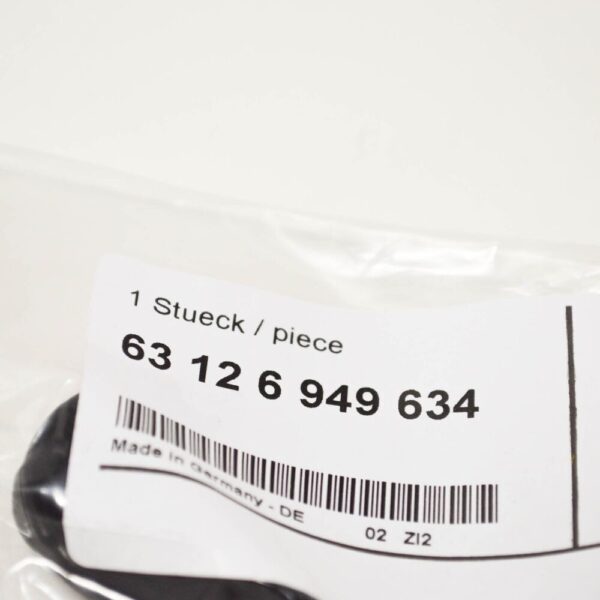 1 Stueck / piece
63 12 6 949 634
Made in Germany - DE 02 ZI2